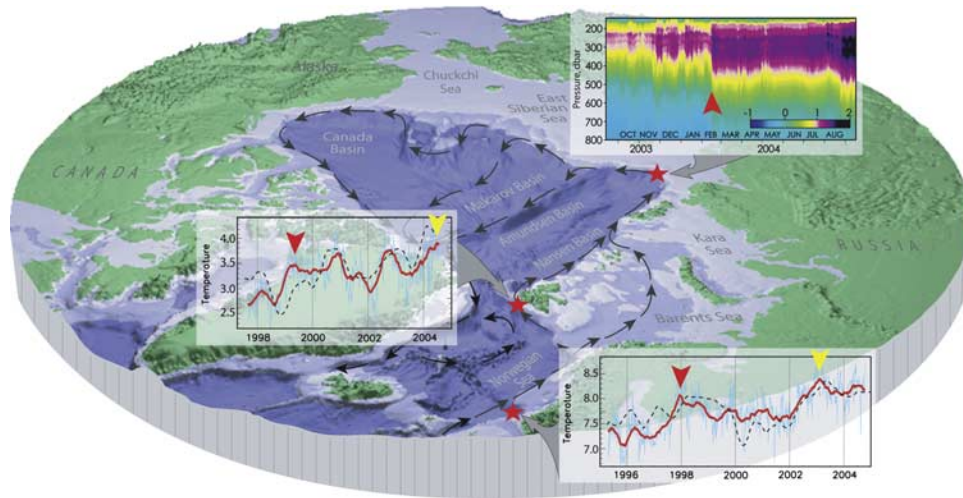 200
300
400
500
600
700
800
Pressure, dbar
-1 0 1 2
OCT NOV DEC JAN FEB MAR APR MAY JUN JUL AUG
2003 2004
Alaska
Chuckchi
Sea
East
Siberian
Sea
Canada
Basin
CANADA
Makarov Basin
Amundsen Basin
Nansen Basin
Kara
Sea
RUSSIA
Barents Sea
Norwegian
Sea
4.0
3.5
3.0
2.5
Temperature
1998 2000 2002 2004
8.5
8.0
7.5
7.0
Temperature
1996 1998 2000 2002 2004